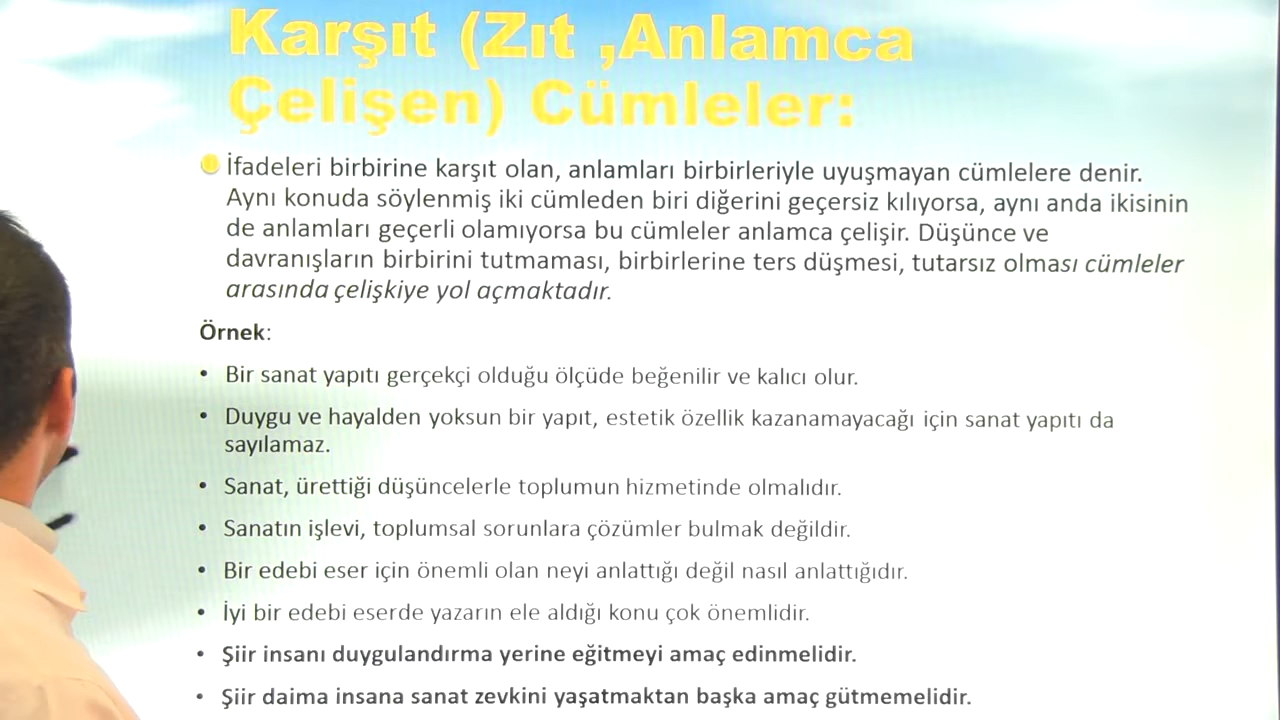 Karşıt (Zıt ,Anlamca
Çelişen) Cümleler:
İfadeleri birbirine karşıt olan, anlamları birbirleriyle uyuşmayan cümlelere denir.
Aynı konuda söylenmiş iki cümleden biri diğerini geçersiz kılıyorsa, aynı anda ikisinin
de anlamları geçerli olamıyorsa bu cümleler anlamca çelişir. Düşünce ve
davranışların birbirini tutmaması, birbirlerine ters düşmesi, tutarsız olması cümleler
arasında çelişkiye yol açmaktadır.
Örnek:
• Bir sanat yapıtı gerçekçi olduğu ölçüde beğenilir ve kalıcı olur.
• Duygu ve hayalden yoksun bir yapıt, estetik özellik kazanamayacağı için sanat yapıtı da
sayılamaz.
• Sanat, ürettiği düşüncelerle toplumun hizmetinde olmalıdır.
• Sanatın işlevi, toplumsal sorunlara çözümler bulmak değildir.
• Bir edebi eser için önemli olan neyi anlattığı değil nasıl anlattığıdır.
• İyi bir edebi eserde yazarın ele aldığı konu çok önemlidir.
• Şiir insanı duygulandırma yerine eğitmeyi amaç edinmelidir.
• Şiir daima insana sanat zevkini yaşatmaktan başka amaç gütmemelidir.